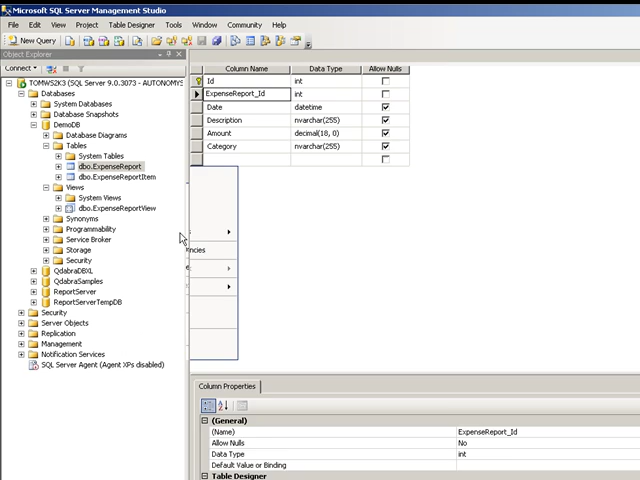 Microsoft SQL Server Management Studio
File Edit View Project Table Designer Tools Window Community Help
New Query
Object Explorer
Connect
TOMWS2K3 (SQL Server 9.0.3073 - AUTONOMYS
Databases
System Databases
Database Snapshots
DemoDB
Database Diagrams
Tables
System Tables
dbo.ExpenseReport
dbo.ExpenseReportItem
Views
System Views
dbo.ExpenseReportView
Synonyms
Programmability
Service Broker
Storage
Security
QdabraDBXL
QdabraSamples
ReportServer
ReportServerTempDB
Security
Server Objects
Replication
Management
Notification Services
SQL Server Agent (Agent XPs disabled)
Column Name Data Type Allow Nulls
Id int
ExpenseReport_Id int
Date datetime
Description nvarchar(255)
Amount decimal(18, 0)
Category nvarchar(255)
ncies
Column Properties
(General)
(Name) ExpenseReport_Id
Allow Nulls No
Data Type int
Default Value or Binding
Table Designer